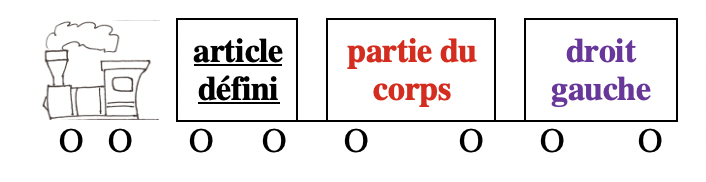 article
défini
partie du
corps
droit
gauche
O O O O O O O O